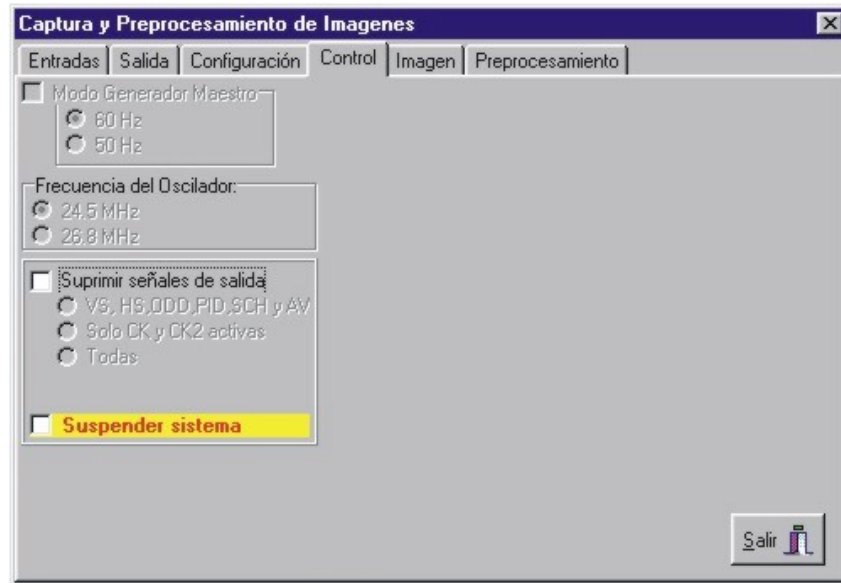 Captura y Preprocesamiento de Imagenes
Entradas Salida Configuración Control Imagen Preprocesamiento
Modo Generador Maestro
60 Hz
50 Hz
Frecuencia del Oscilador:
24.5 MHz
26.8 MHz
Suprimir señales de salida
VS, HS,ODD,PID,SCH y AV
Solo CK y CK2 activas
Todas
Suspender sistema
Salir